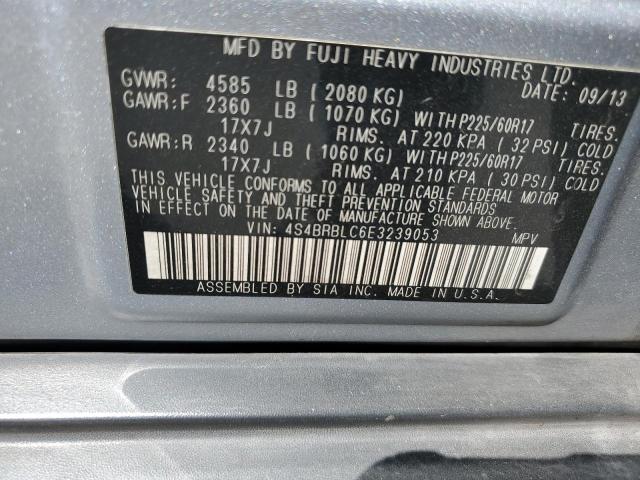 MFD BY FUJI HEAVY INDUSTRIES LTD.
GVWR: 4585 LB (2080 KG) DATE: 09/13
GAWR:F 2360 LB (1070 KG) WITH P225/60R17 TIRES.
17X7J RIMS. AT 220 KPA (32 PSI) COLD
GAWR:R 2340 LB (1060 KG) WITH P225/60R17 TIRES.
17X7J RIMS. AT 210 KPA (30 PSI) COLD
THIS VEHICLE CONFORMS TO ALL APPLICABLE FEDERAL MOTOR
VEHICLE SAFETY AND THEFT PREVENTION STANDARDS
IN EFFECT ON THE DATE OF MANUFACTURE SHOWN ABOVE.
VIN: 4S4BRBLC6E3239053 MPV
ASSEMBLED BY SIA INC. MADE IN U.S.A.